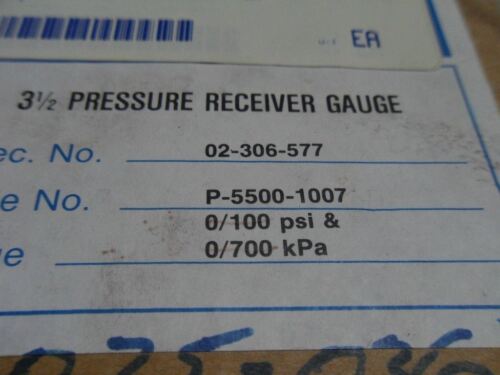 EA
3½ PRESSURE RECEIVER GAUGE
ec. No. 02-306-577
e No. P-5500-1007
0/100 psi &
ge 0/700 kPa